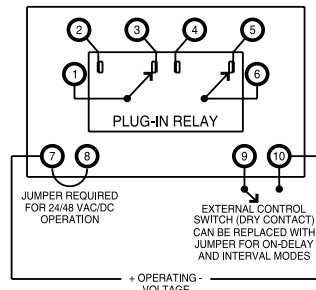 2 3 4 5
1 6
PLUG-IN RELAY
7 8 9 10
JUMPER REQUIRED
FOR 24/48 VAC/DC
OPERATION
EXTERNAL CONTROL
SWITCH (DRY CONTACT)
CAN BE REPLACED WITH
JUMPER FOR ON-DELAY
AND INTERVAL MODES
+ OPERATING -
VOLTAGE